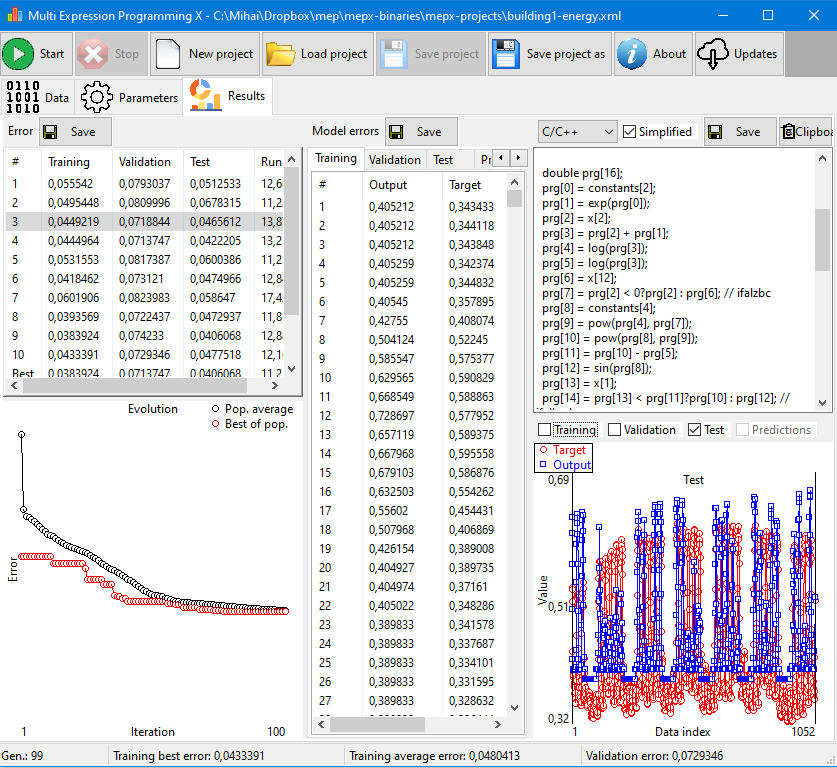 Multi Expression Programming X - C:\Mihai\Dropbox\mep\mepx-binaries\mepx-projects\building1-energy.xml
Start Stop New project Load project Save project Save project as About Updates
0110
1001
1010
Data Parameters Results
Error Save
# Training Validation Test Run
1 0,055542 0,0793037 0,0512533 12,6
2 0,0495448 0,0809996 0,0678315 11,2
3 0,0449219 0,0718844 0,0465612 13,8
4 0,0444964 0,0713747 0,0422205 13,2
5 0,0531553 0,0817387 0,0600386 11,2
6 0,0418462 0,073121 0,0474966 12,8
7 0,0601906 0,0823983 0,058647 17,4
8 0,0393569 0,0722437 0,0472937 11,8
9 0,0383924 0,074233 0,0406068 12,8
10 0,0433391 0,0729346 0,0477518 12,1
Best 0,0383924 0,0713747 0,0406068 11,2
Evolution
Pop. average
Best of pop.
Error
1 Iteration 100
Model errors Save
Training Validation Test Pr
# Output Target
1 0,405212 0,343433
2 0,405212 0,344118
3 0,405212 0,343848
4 0,405259 0,342374
5 0,405259 0,344832
6 0,40545 0,357895
7 0,42755 0,408074
8 0,504124 0,52245
9 0,585547 0,575377
10 0,629565 0,590829
11 0,668549 0,588863
12 0,728697 0,577952
13 0,657119 0,589375
14 0,667968 0,595558
15 0,679103 0,586876
16 0,632503 0,554262
17 0,55602 0,454431
18 0,507968 0,406869
19 0,426154 0,389008
20 0,404927 0,389735
21 0,404974 0,37161
22 0,405022 0,348286
23 0,389833 0,341578
24 0,389833 0,337687
25 0,389833 0,334101
26 0,389833 0,331595
27 0,389833 0,328632
C/C++ Simplified Save Clipboa
double prg[16];
prg[0] = constants[2];
prg[1] = exp(prg[0]);
prg[2] = x[2];
prg[3] = prg[2] + prg[1];
prg[4] = log(prg[3]);
prg[5] = log(prg[3]);
prg[6] = x[12];
prg[7] = prg[2] < 0?prg[2] : prg[6]; // ifalzbc
prg[8] = constants[4];
prg[9] = pow(prg[4], prg[7]);
prg[10] = pow(prg[8], prg[9]);
prg[11] = prg[10] - prg[5];
prg[12] = sin(prg[8]);
prg[13] = x[1];
prg[14] = prg[13] < prg[11]?prg[10] : prg[12]; //
Training Validation Test Predictions
Target
Output
Test
0,69
Value
0,51
0,32
1 Data index 1052
Gen.: 99 Training best error: 0,0433391 Training average error: 0,0480413 Validation error: 0,0729346